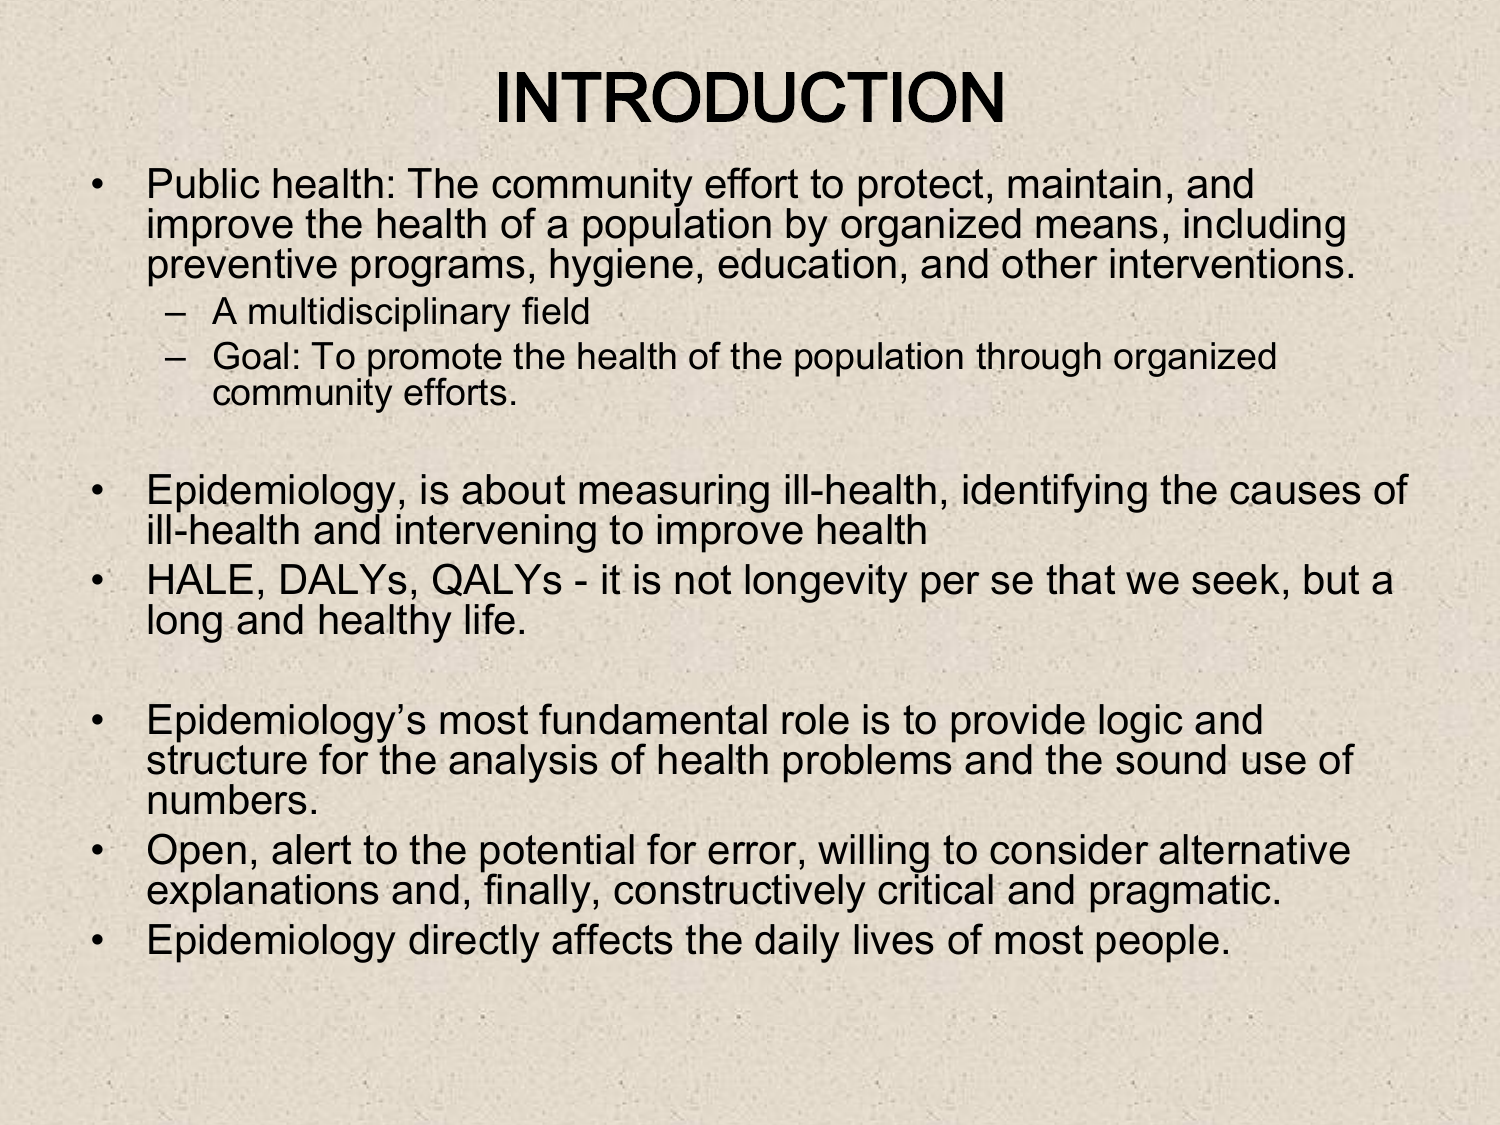 INTRODUCTION
• Public health: The community effort to protect, maintain, and
improve the health of a population by organized means, including
preventive programs, hygiene, education, and other interventions.
– A multidisciplinary field
– Goal: To promote the health of the population through organized
community efforts.
• Epidemiology, is about measuring ill-health, identifying the causes of
ill-health and intervening to improve health
• HALE, DALYs, QALYs - it is not longevity per se that we seek, but a
long and healthy life.
• Epidemiology’s most fundamental role is to provide logic and
structure for the analysis of health problems and the sound use of
numbers.
• Open, alert to the potential for error, willing to consider alternative
explanations and, finally, constructively critical and pragmatic.
• Epidemiology directly affects the daily lives of most people.